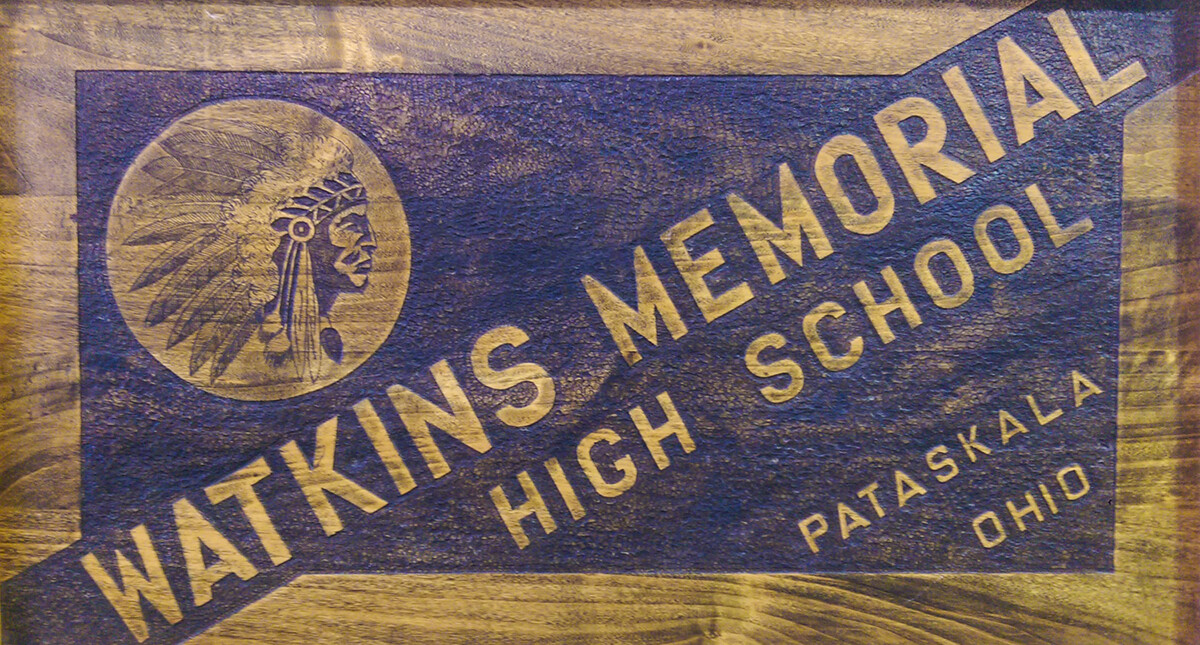 WATKINS MEMORIAL
HIGH SCHOOL
PATASKALA
OHIO